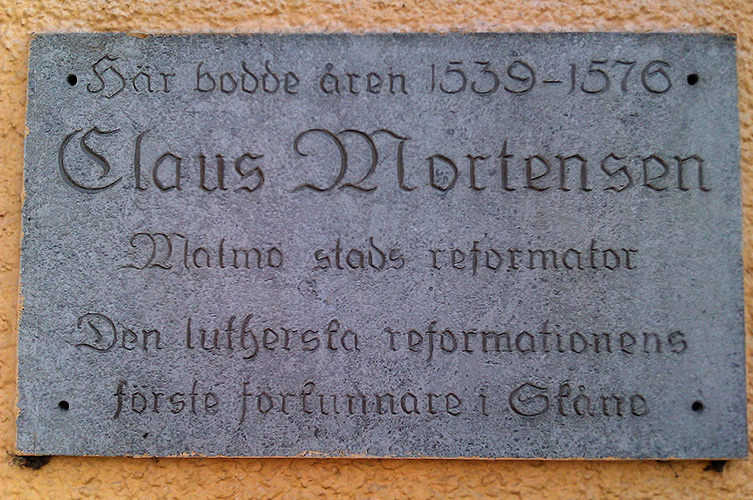 Här bodde åren 1539–1576
Claus Mortensen
Malmö stads reformator
Den lutherska reformationens
förste förkunnare i Skåne